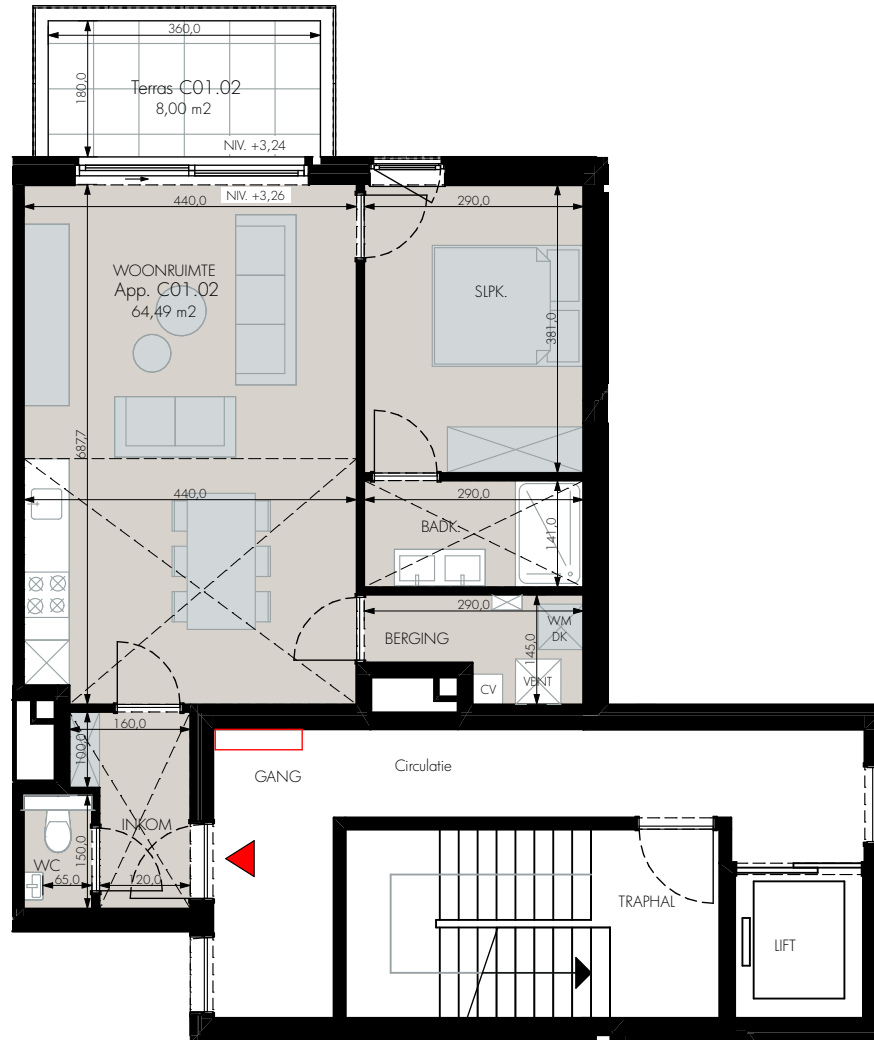 360,0
180,0
Terras C01.02
8,00 m2
NIV. +3,24
NIV. +3,26
440,0
290,0
WOONRUIMTE
App. C01.02
64,49 m2
SLPK.
381,0
687,7
440,0
290,0
BADK.
141,0
290,0
WM
DK
BERGING
145,0
CV
VENT
160,0
100,0
GANG
Circulatie
INKOM
150,0
WC
65,0
120,0
TRAPHAL
LIFT